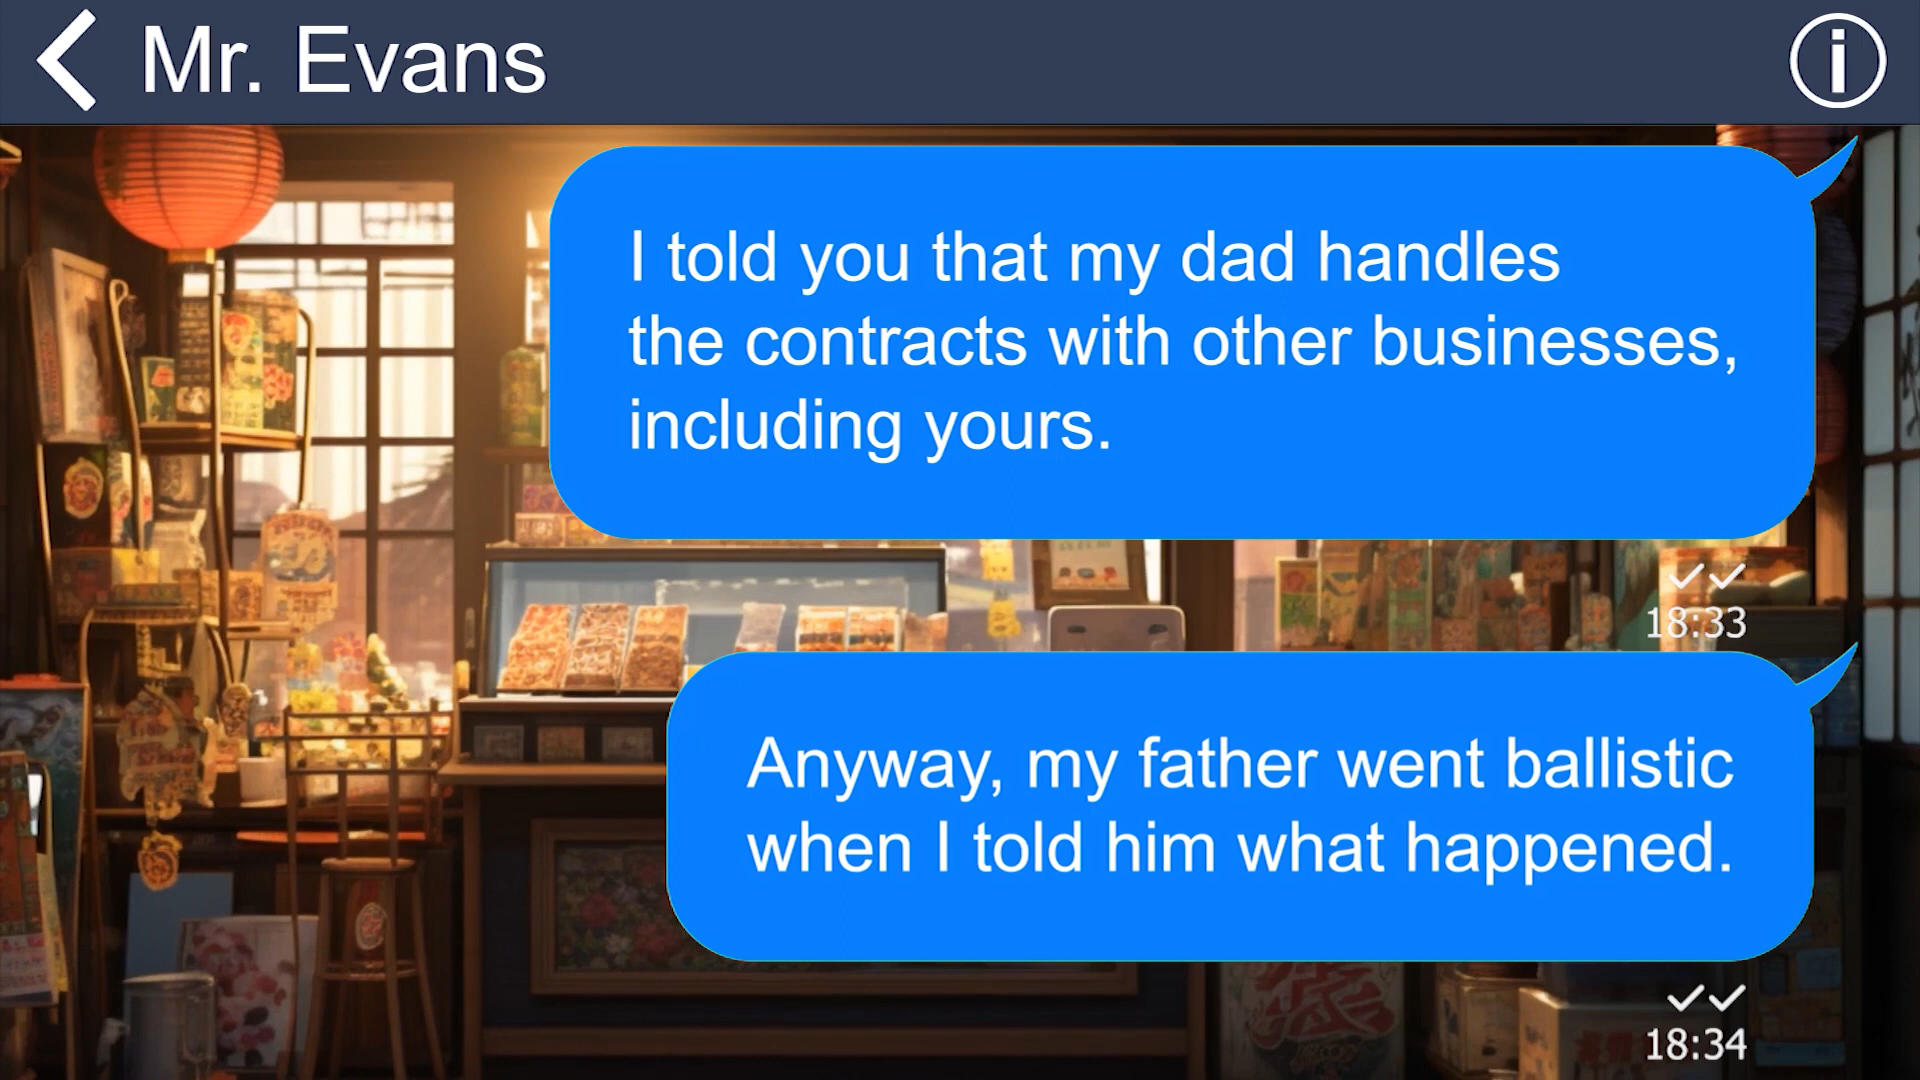 Mr. Evans
I told you that my dad handles
the contracts with other businesses,
including yours.
18:33
Anyway, my father went ballistic
when I told him what happened.
18:34